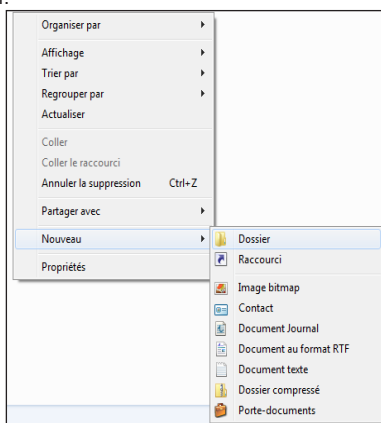 Organiser par
Affichage
Trier par
Regrouper par
Actualiser
Coller
Coller le raccourci
Annuler la suppression Ctrl+Z
Partager avec
Nouveau
Propriétés
Dossier
Raccourci
Image bitmap
Contact
Document Journal
Document au format RTF
Document texte
Dossier compressé
Porte-documents